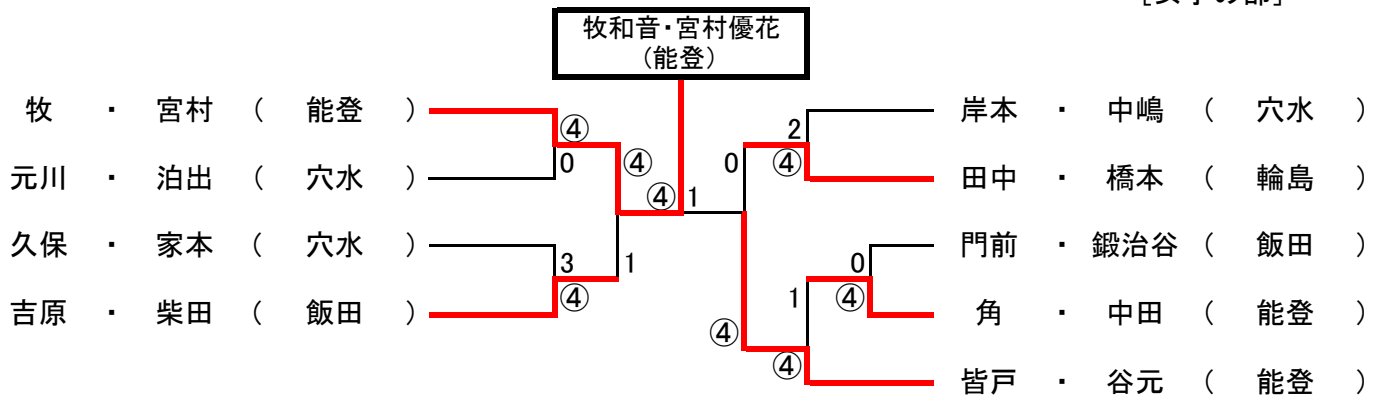 牧和音・宮村優花
(能登)
牧 ・ 宮村 ( 能登 )
元川 ・ 泊出 ( 穴水 )
久保 ・ 家本 ( 穴水 )
吉原 ・ 柴田 ( 飯田 )
④
0
④
3
④
1
④ 1
0
④
2
④
0
④
1
④
岸本 ・ 中嶋 ( 穴水 )
田中 ・ 橋本 ( 輪島 )
門前 ・ 鍛治谷 ( 飯田 )
角 ・ 中田 ( 能登 )
皆戸 ・ 谷元 ( 能登 )